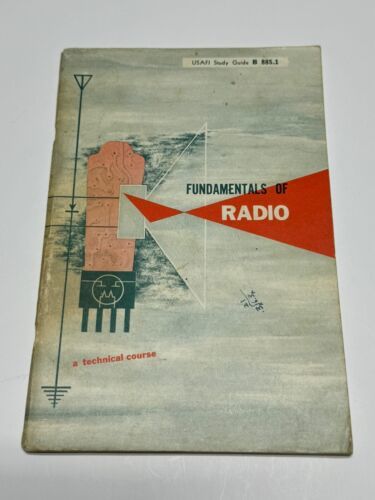 USAFI Study Guide B 885.1
FUNDAMENTALS OF
RADIO
a technical course